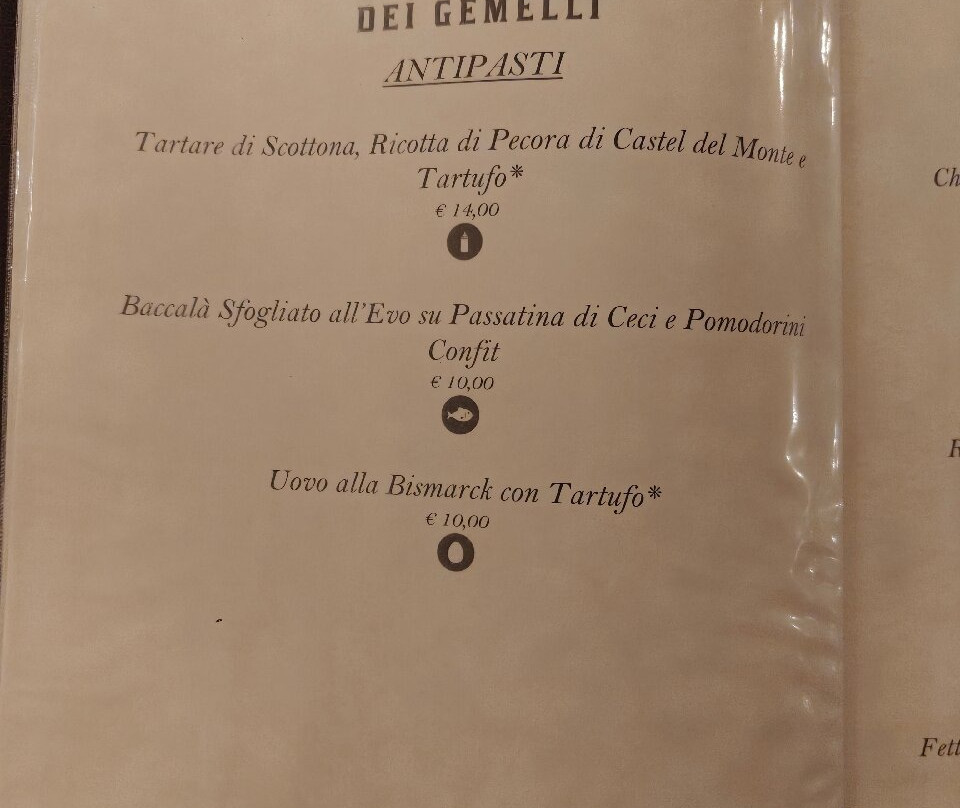 DEI GEMELLI
ANTIPASTI
Tartare di Scottona, Ricotta di Pecora di Castel del Monte e
Tartufo*
€ 14,00
Baccalà Sfogliato all'Evo su Passatina di Ceci e Pomodorini
Confit
€ 10,00
Uovo alla Bismarck con Tartufo*
€ 10,00